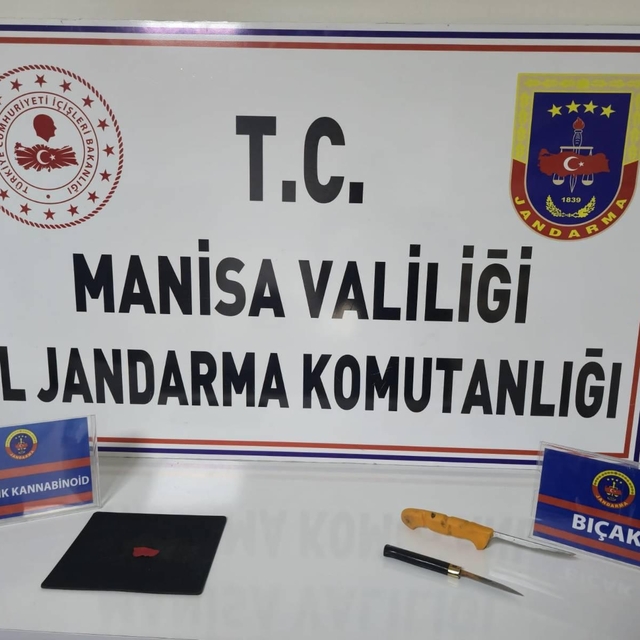 TÜRKİYE CUMHURİYETİ İÇİŞLERİ BAKANLIĞI
T.C.
1839
JANDARMA
MANİSA VALİLİĞİ
L JANDARMA KOMUTANLIĞI
İK KANNABİNOİD
JANDARMA
BIÇAK